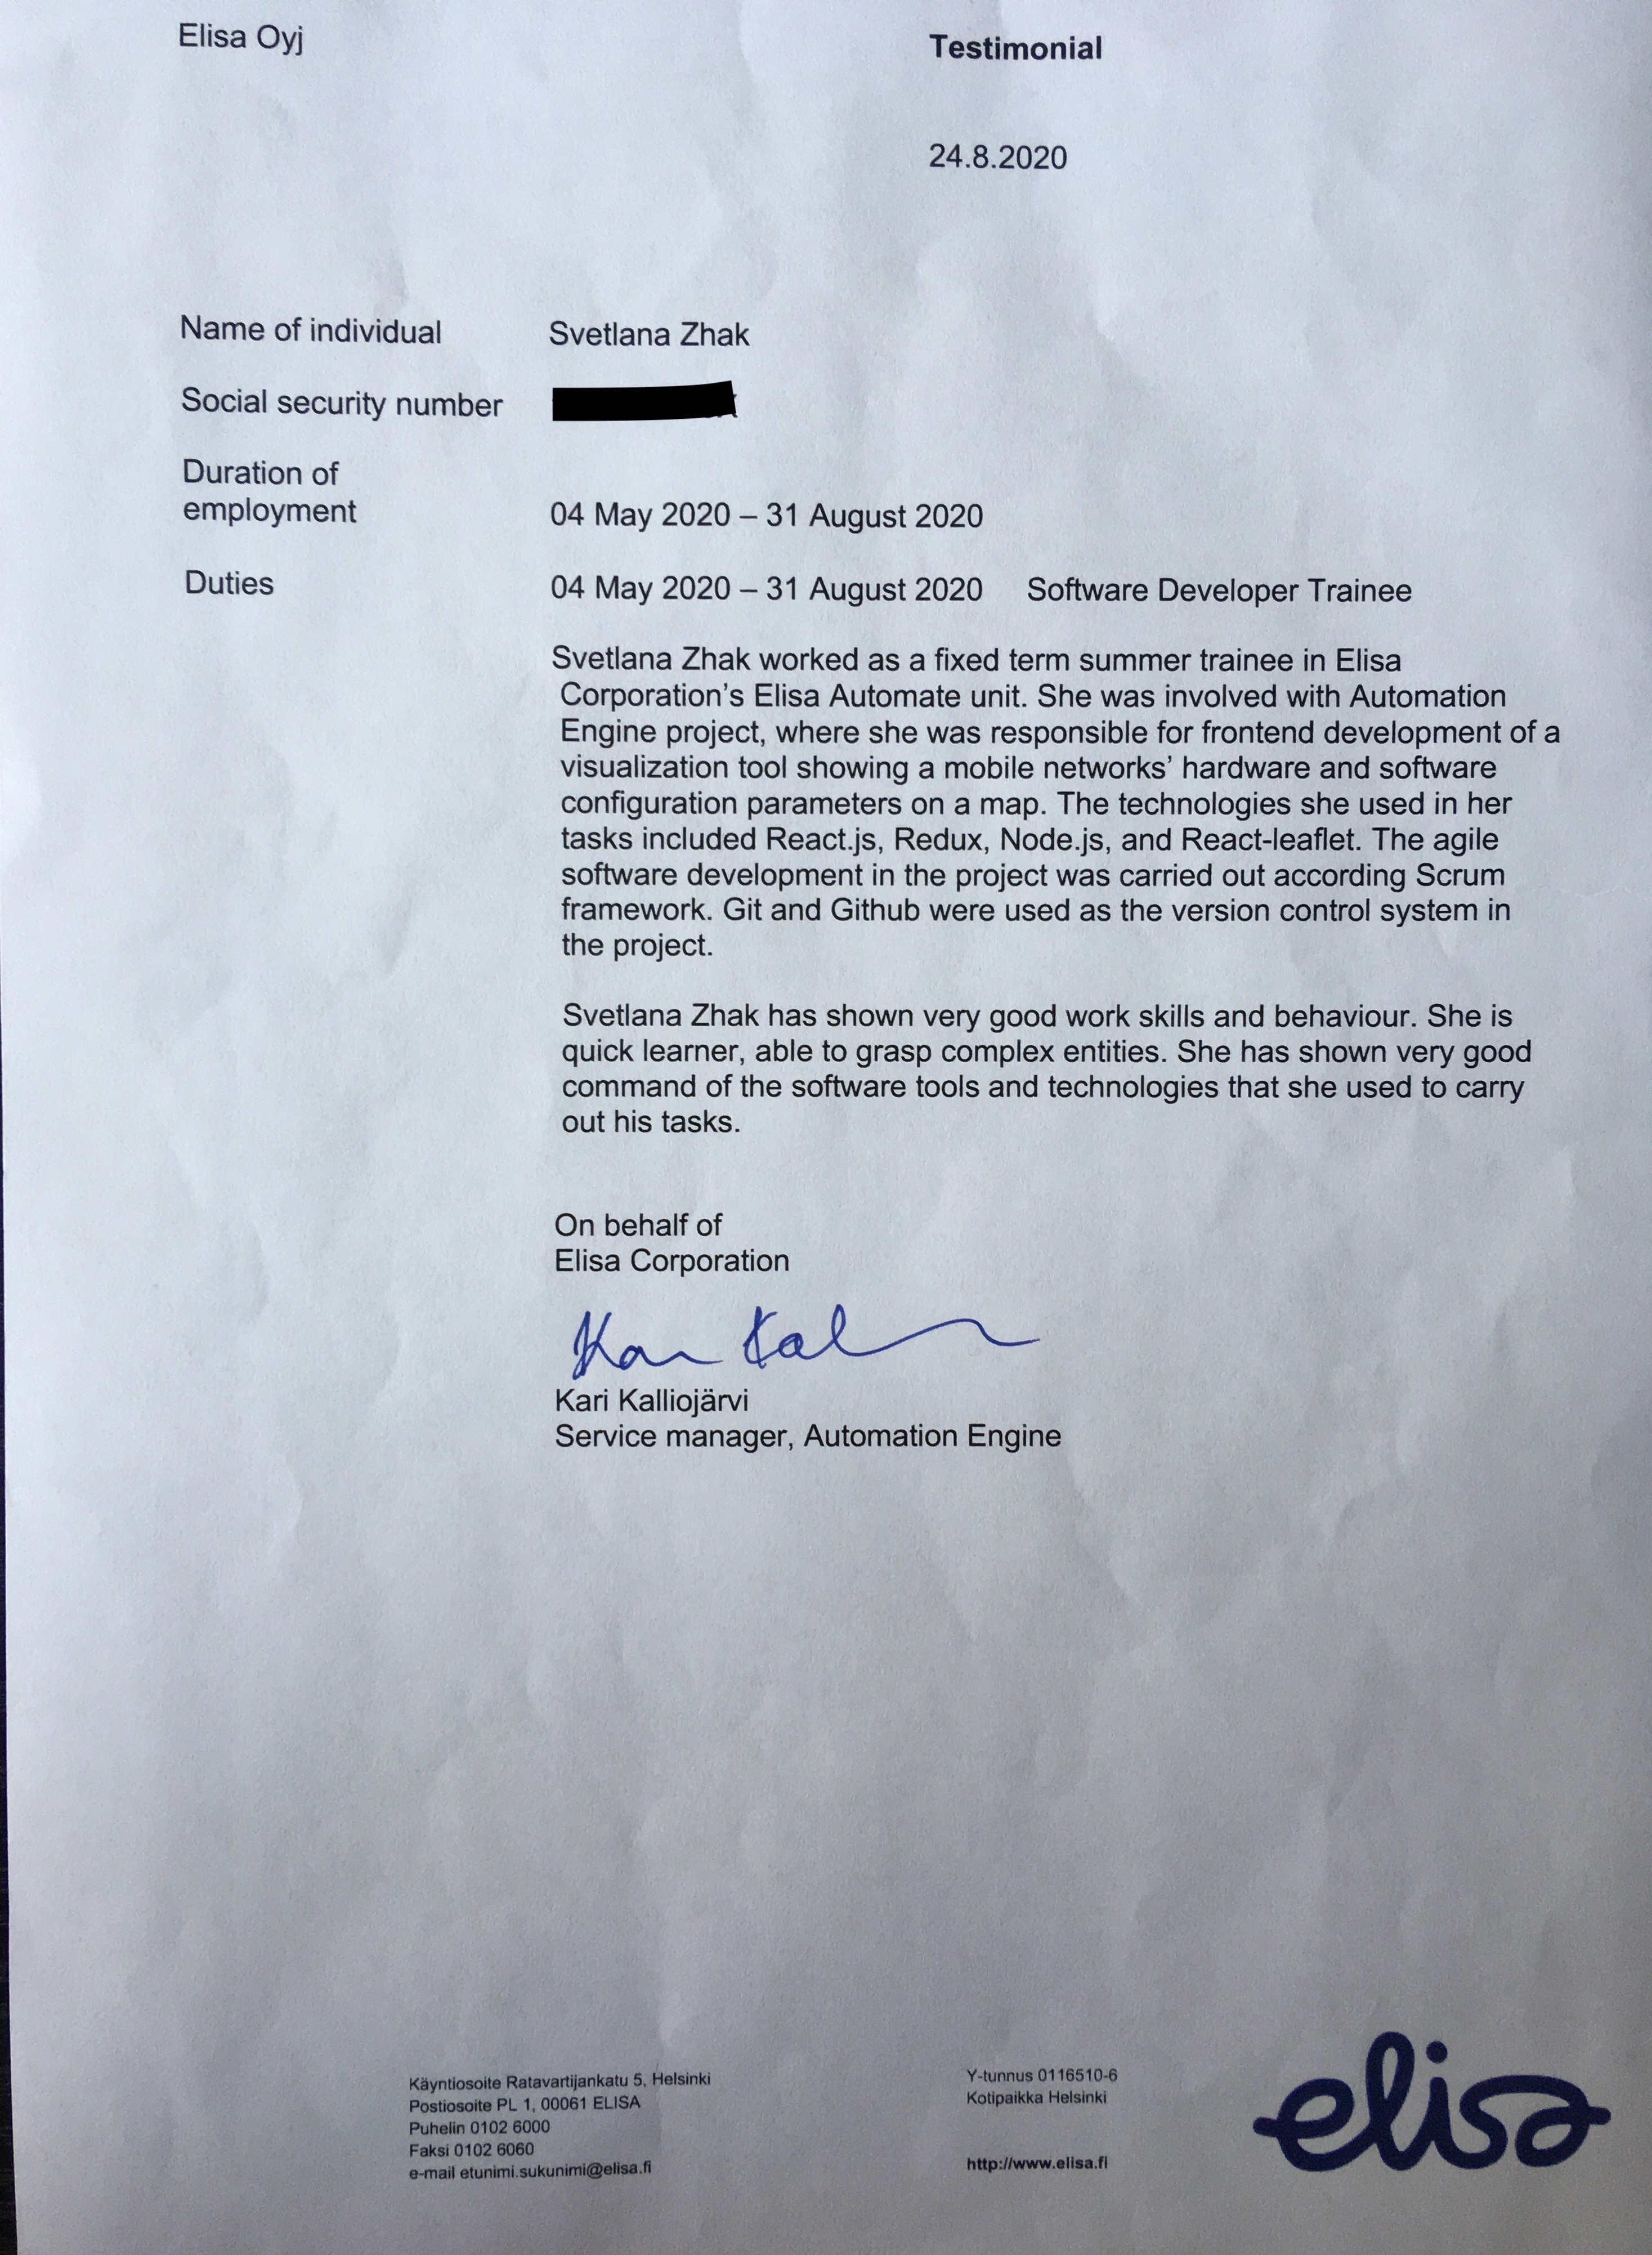 Elisa Oyj
Testimonial
24.8.2020
Name of individual Svetlana Zhak
Social security number
Duration of
employment 04 May 2020 – 31 August 2020
Duties 04 May 2020 – 31 August 2020 Software Developer Trainee
Svetlana Zhak worked as a fixed term summer trainee in Elisa
Corporation's Elisa Automate unit. She was involved with Automation
Engine project, where she was responsible for frontend development of a
visualization tool showing a mobile networks' hardware and software
configuration parameters on a map. The technologies she used in her
tasks included React.js, Redux, Node.js, and React-leaflet. The agile
software development in the project was carried out according Scrum
framework. Git and Github were used as the version control system in
the project.
Svetlana Zhak has shown very good work skills and behaviour. She is
quick learner, able to grasp complex entities. She has shown very good
command of the software tools and technologies that she used to carry
out his tasks.
On behalf of
Elisa Corporation
Kari Kalliojärvi
Service manager, Automation Engine
Käyntiosoite Ratavartijankatu 5, Helsinki
Postiosoite PL 1, 00061 ELISA
Puhelin 0102 6000
Faksi 0102 6060
e-mail etunimi.sukunimi@elisa.fi
Y-tunnus 0116510-6
Kotipaikka Helsinki
http://www.elisa.fi
elisa